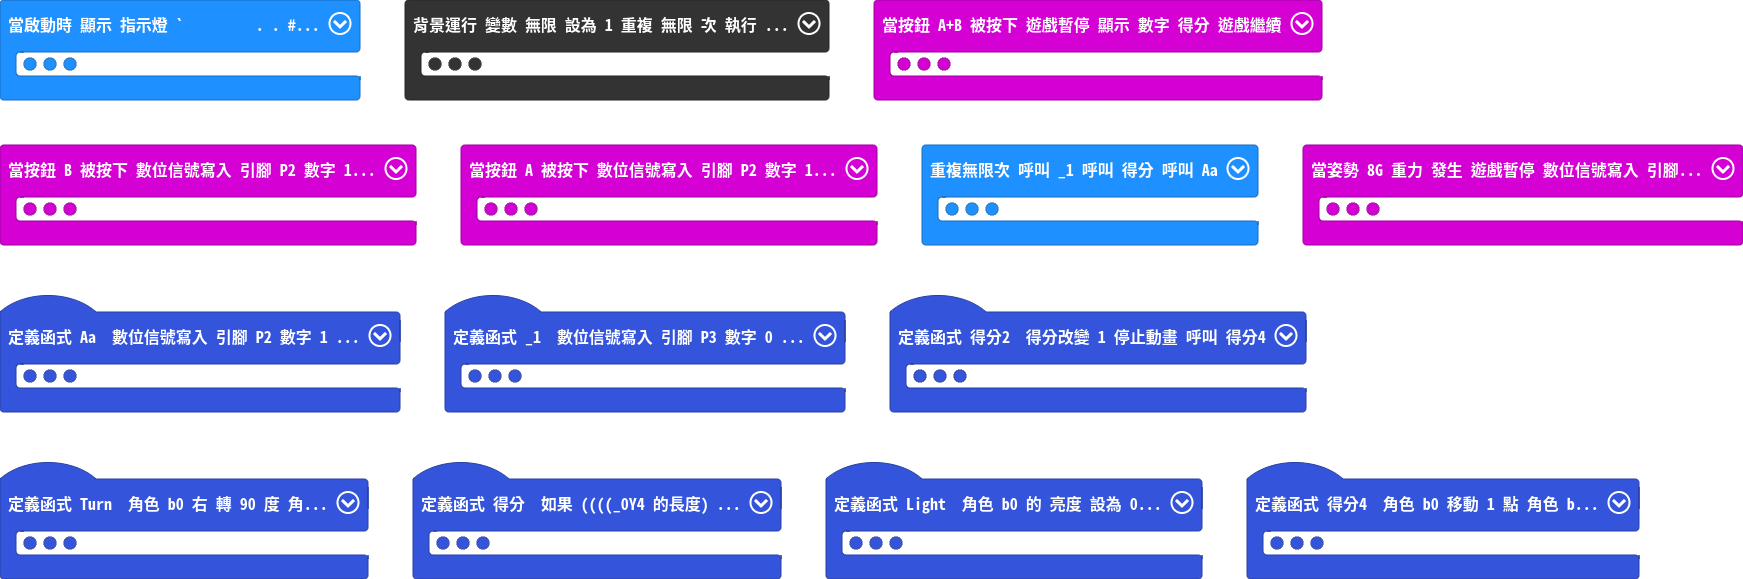 當啟動時 顯示 指示燈 ` . . #...
背景運行 變數 無限 設為 1 重複 無限 次 執行 ...
當按鈕 A+B 被按下 遊戲暫停 顯示 數字 得分 遊戲繼續
當按鈕 B 被按下 數位信號寫入 引腳 P2 數字 1...
當按鈕 A 被按下 數位信號寫入 引腳 P2 數字 1...
重複無限次 呼叫 _1 呼叫 得分 呼叫 Aa
當姿勢 8G 重力 發生 遊戲暫停 數位信號寫入 引腳...
定義函式 Aa 數位信號寫入 引腳 P2 數字 1 ...
定義函式 _1 數位信號寫入 引腳 P3 數字 0 ...
定義函式 得分2 得分改變 1 停止動畫 呼叫 得分4
定義函式 Turn 角色 b0 右 轉 90 度 角...
定義函式 得分 如果 ((((_0Y4 的長度) ...
定義函式 Light 角色 b0 的 亮度 設為 0...
定義函式 得分4 角色 b0 移動 1 點 角色 b...